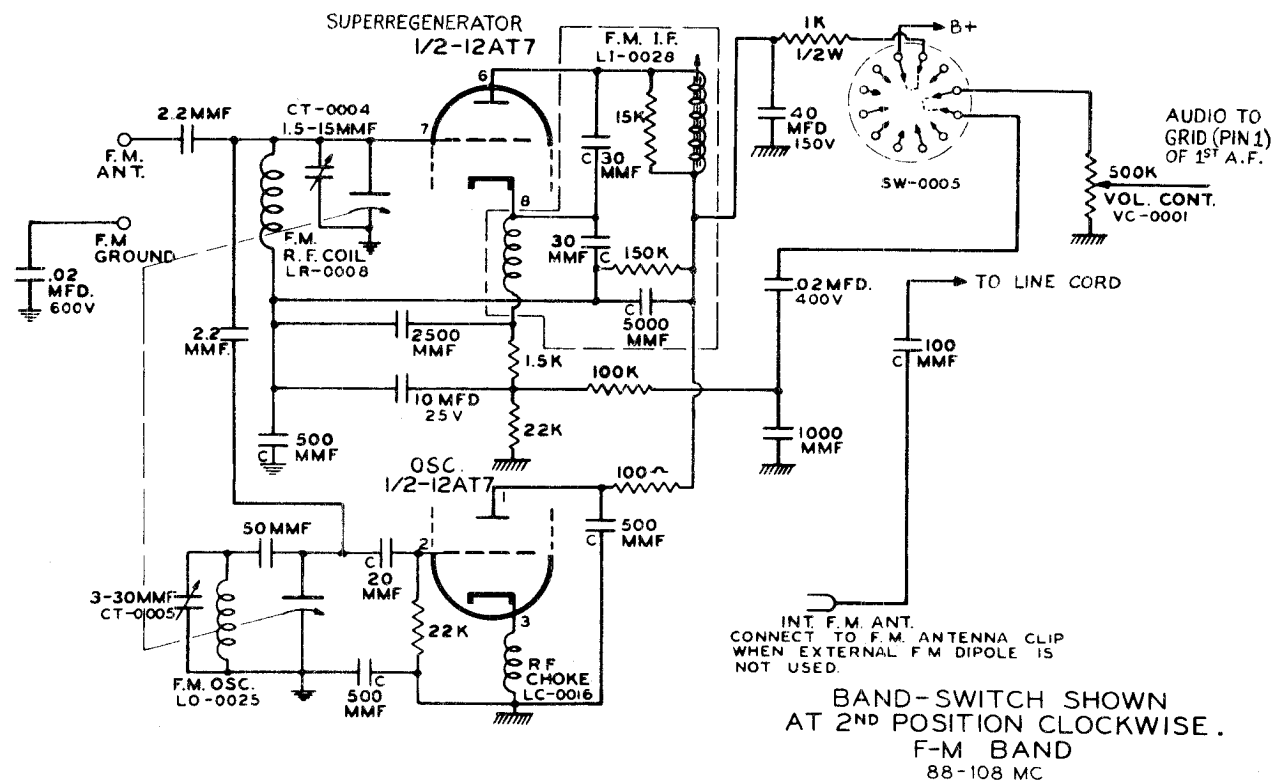 SUPERREGENERATOR
1/2-12AT7
F.M. I.F.
LI-0028
1K
1/2W
B+
6
2.2MMF
CT-0004
1.5-15MMF
7
15K
C
30
MMF
40
MFD
150V
AUDIO TO
GRID (PIN 1)
OF 1ST A.F.
F.M.
ANT.
SW-0005
500K
VOL. CONT.
VC-0001
8
F.M
GROUND
F.M.
R.F. COIL
LR-0008
30
MMF
C
150K
.02
MFD.
600V
.02MFD.
400V
TO LINE CORD
C
5000
MMF
2.2
MMF.
2500
MMF
1.5K
100
C
MMF
100K
10 MFD
25V
22K
500
C
MMF
1000
MMF
OSC.
1/2-12AT7
100~
500
C
MMF
50MMF
2
C
20
MMF
3-30MMF
CT-0005
22K
3
INT. F.M. ANT.
CONNECT TO F.M. ANTENNA CLIP
WHEN EXTERNAL FM DIPOLE IS
NOT USED.
RF
CHOKE
LC-0016
F.M. OSC.
LO-0025
C
500
MMF
BAND-SWITCH SHOWN
AT 2ND POSITION CLOCKWISE.
F-M BAND
88-108 MC